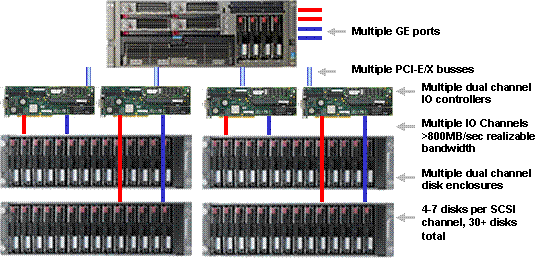 Multiple GE ports
Multiple PCI-E/X busses
Multiple dual channel
IO controllers
Multiple IO Channels
>800MB/sec realizable
bandwidth
Multiple dual channel
disk enclosures
4-7 disks per SCSI
channel, 30+ disks
total